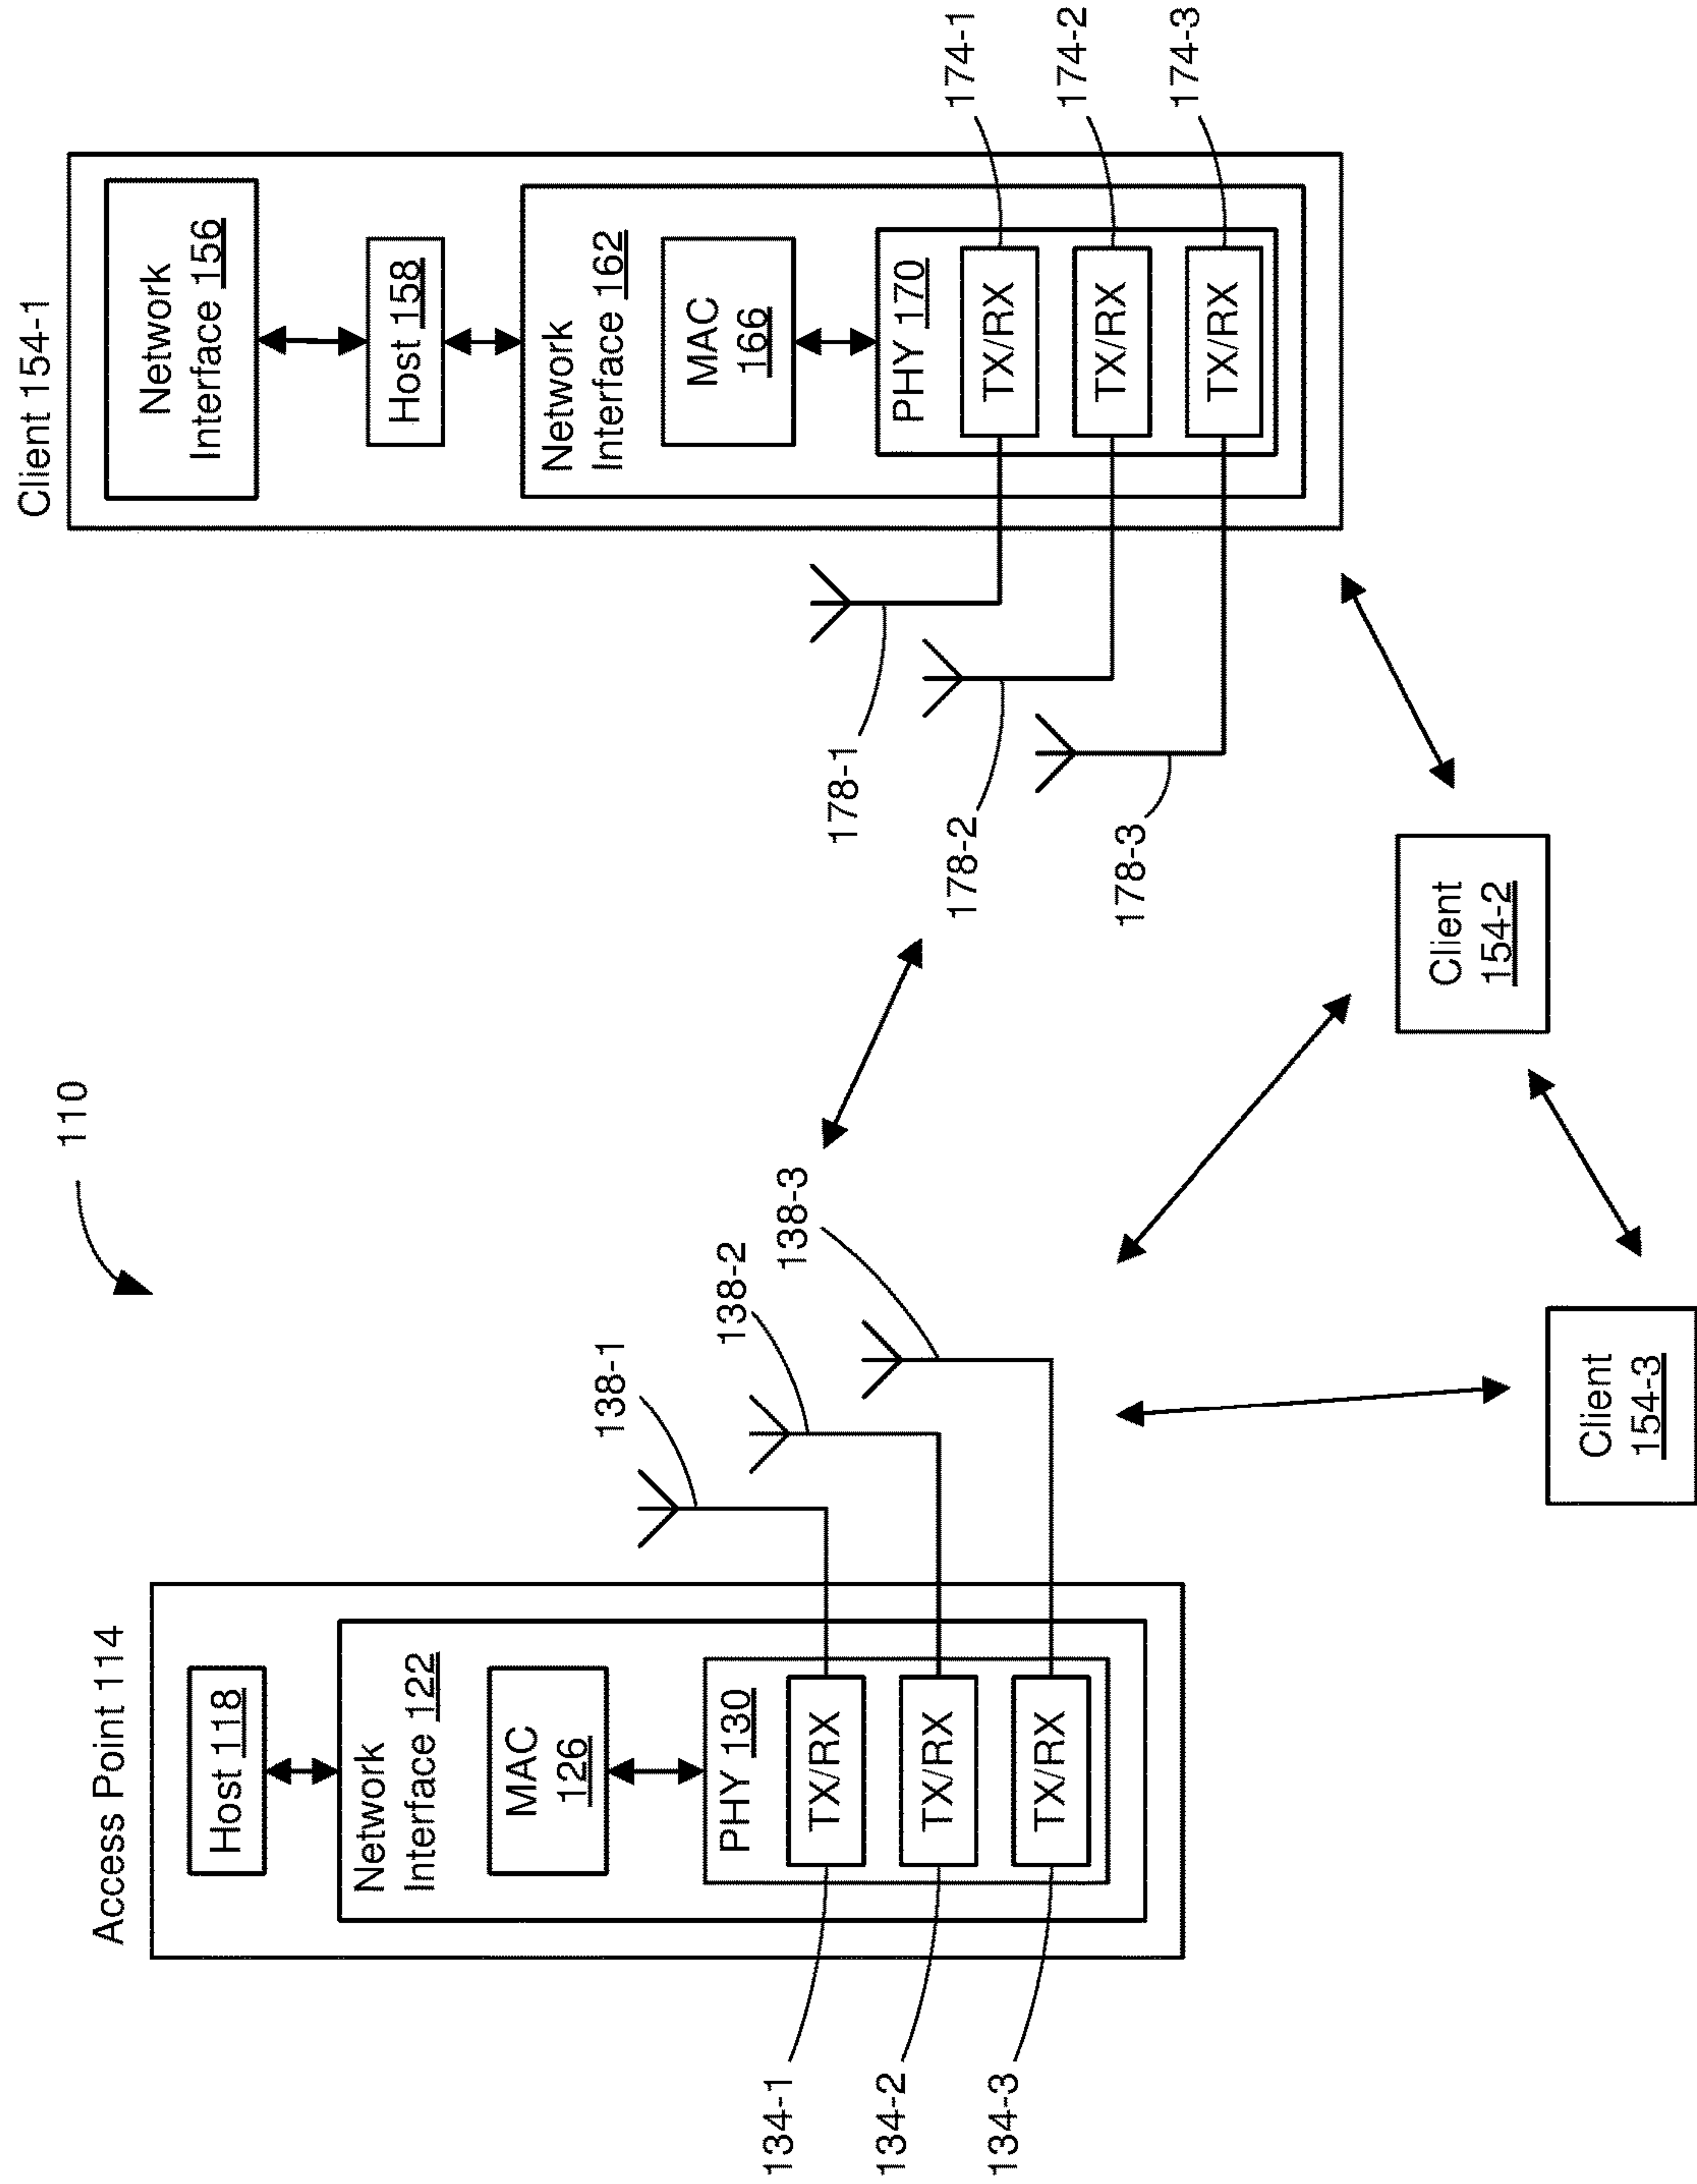 110
Access Point 114
Host 118
Network
Interface 122
MAC
126
PHY 130
TX/RX
TX/RX
TX/RX
134-1
134-2
134-3
138-1
138-2
138-3
Client 154-1
Network
Interface 156
Host 158
Network
Interface 162
MAC
166
PHY 170
TX/RX
TX/RX
TX/RX
174-1
174-2
174-3
178-1
178-2
178-3
Client
154-2
Client
154-3